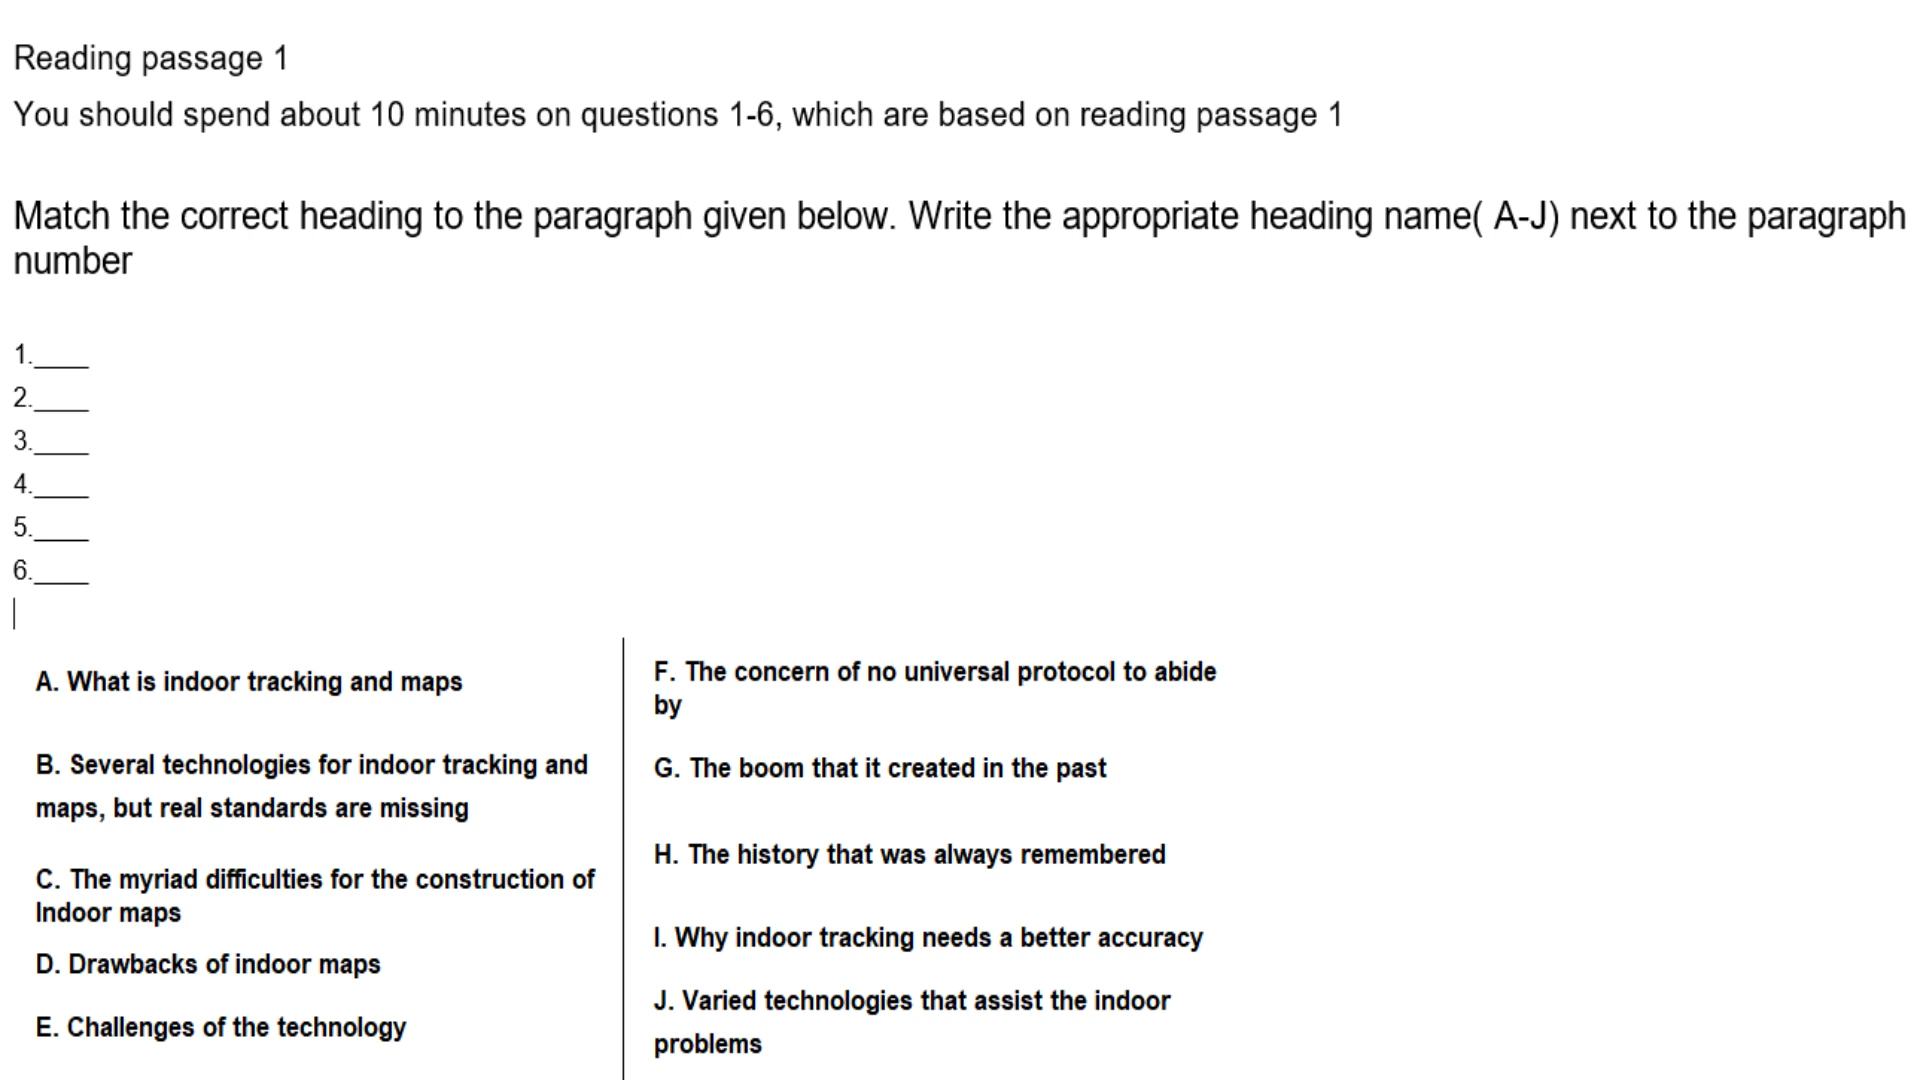 Reading passage 1
You should spend about 10 minutes on questions 1-6, which are based on reading passage 1
Match the correct heading to the paragraph given below. Write the appropriate heading name( A-J) next to the paragraph
number
1.____
2.____
3.____
4.____
5.____
6.____
A. What is indoor tracking and maps
B. Several technologies for indoor tracking and
maps, but real standards are missing
C. The myriad difficulties for the construction of
Indoor maps
D. Drawbacks of indoor maps
E. Challenges of the technology
F. The concern of no universal protocol to abide
by
G. The boom that it created in the past
H. The history that was always remembered
I. Why indoor tracking needs a better accuracy
J. Varied technologies that assist the indoor
problems